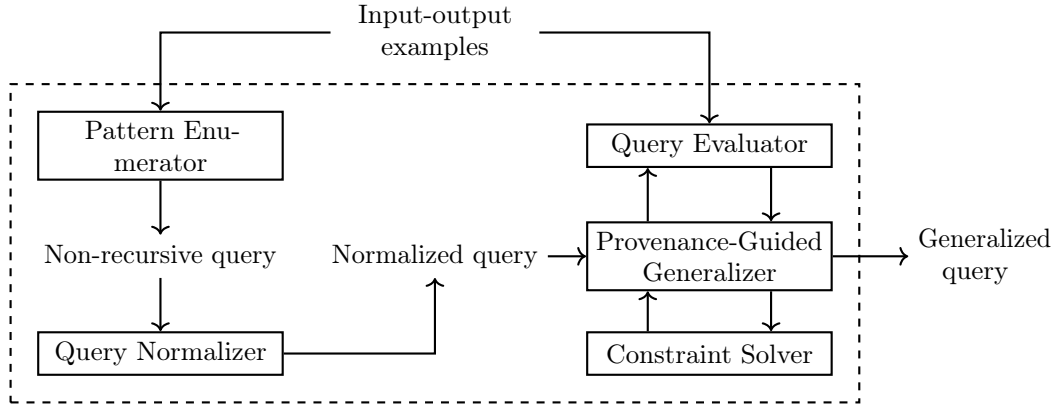 Input-output
examples
Pattern Enu-
merator
Query Evaluator
Non-recursive query
Normalized query
Provenance-Guided
Generalizer
Generalized
query
Query Normalizer
Constraint Solver